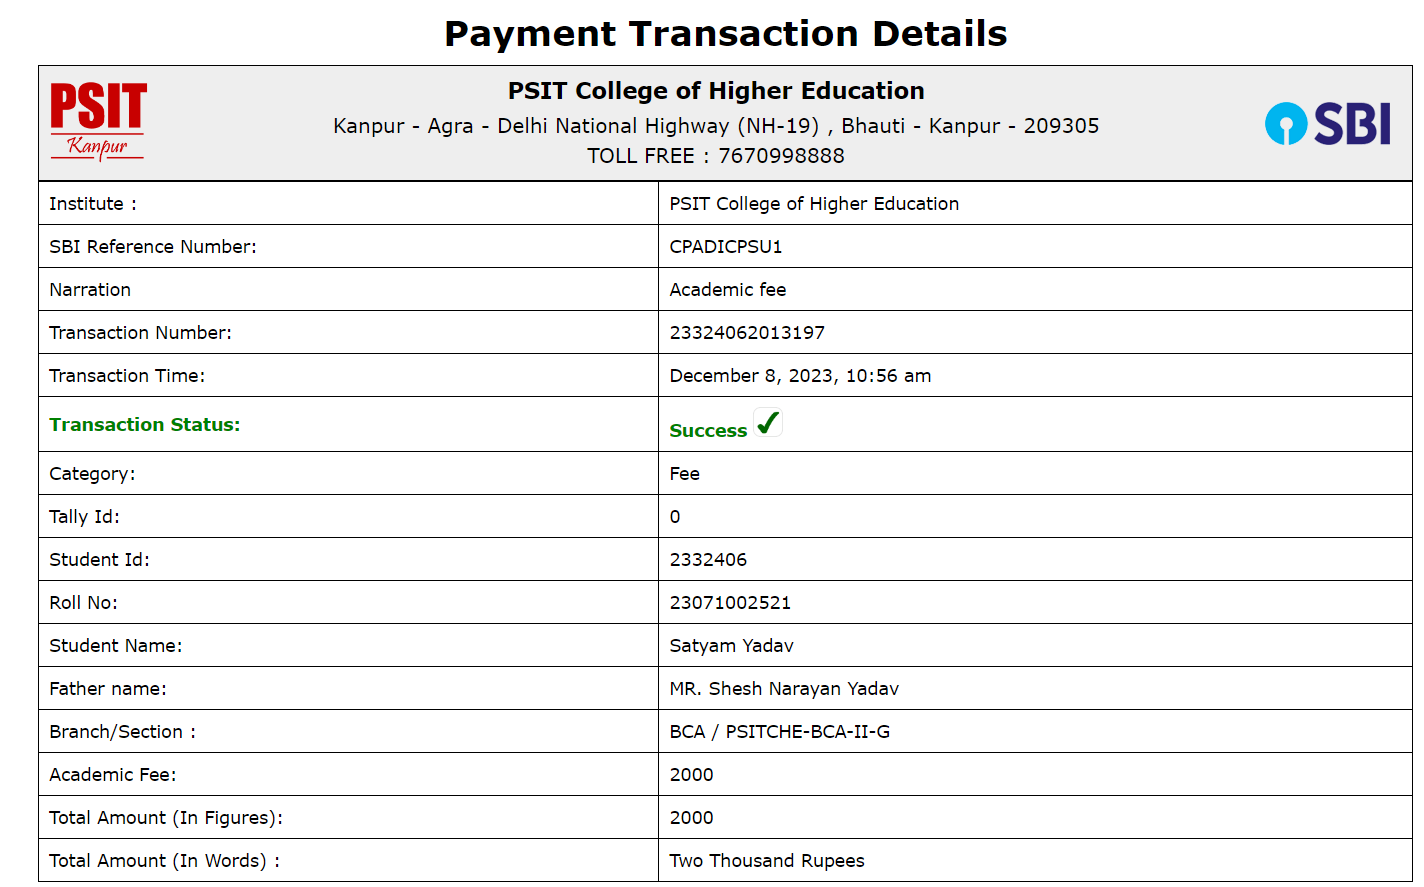 Payment Transaction Details
PSIT
Kanpur
PSIT College of Higher Education
Kanpur - Agra - Delhi National Highway (NH-19) , Bhauti - Kanpur - 209305
TOLL FREE : 7670998888
SBI
Institute : PSIT College of Higher Education
SBI Reference Number: CPADICPSU1
Narration Academic fee
Transaction Number: 23324062013197
Transaction Time: December 8, 2023, 10:56 am
Transaction Status: Success ✔
Category: Fee
Tally Id: 0
Student Id: 2332406
Roll No: 23071002521
Student Name: Satyam Yadav
Father name: MR. Shesh Narayan Yadav
Branch/Section : BCA / PSITCHE-BCA-II-G
Academic Fee: 2000
Total Amount (In Figures): 2000
Total Amount (In Words) : Two Thousand Rupees